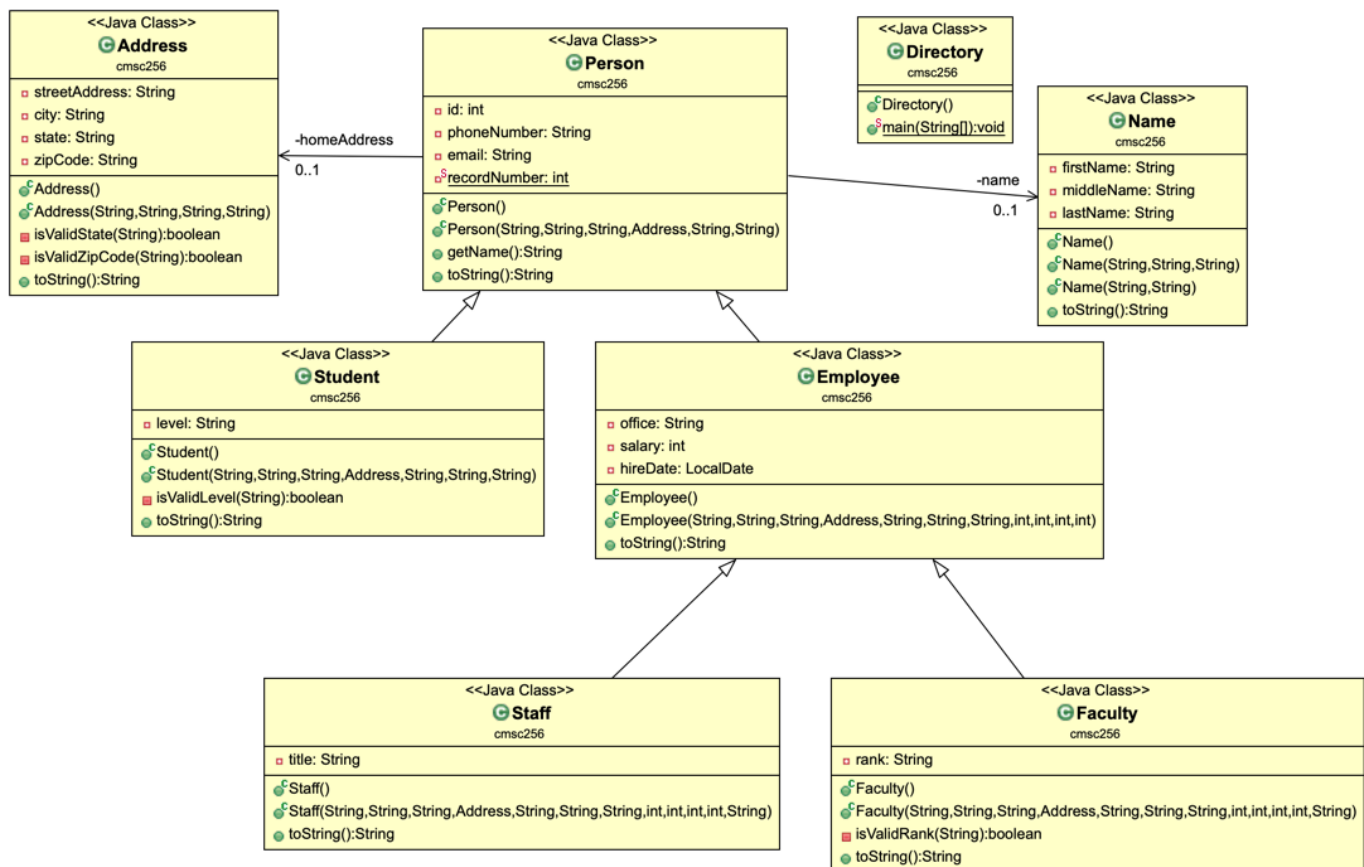 <<Java Class>>
Address
cmsc256
streetAddress: String
city: String
state: String
zipCode: String
Address()
Address(String,String,String,String)
isValidState(String):boolean
isValidZipCode(String):boolean
toString():String
-homeAddress
0..1
<<Java Class>>
Person
cmsc256
id: int
phoneNumber: String
email: String
recordNumber: int
Person()
Person(String,String,String,Address,String,String)
getName():String
toString():String
<<Java Class>>
Directory
cmsc256
Directory()
main(String[]):void
-name
0..1
<<Java Class>>
Name
cmsc256
firstName: String
middleName: String
lastName: String
Name()
Name(String,String,String)
Name(String,String)
toString():String
<<Java Class>>
Student
cmsc256
level: String
Student()
Student(String,String,String,Address,String,String,String)
isValidLevel(String):boolean
toString():String
<<Java Class>>
Employee
cmsc256
office: String
salary: int
hireDate: LocalDate
Employee()
Employee(String,String,String,Address,String,String,String,int,int,int,int)
toString():String
<<Java Class>>
Staff
cmsc256
title: String
Staff()
Staff(String,String,String,Address,String,String,String,int,int,int,int,String)
toString():String
<<Java Class>>
Faculty
cmsc256
rank: String
Faculty()
Faculty(String,String,String,Address,String,String,String,int,int,int,int,String)
isValidRank(String):boolean
toString():String